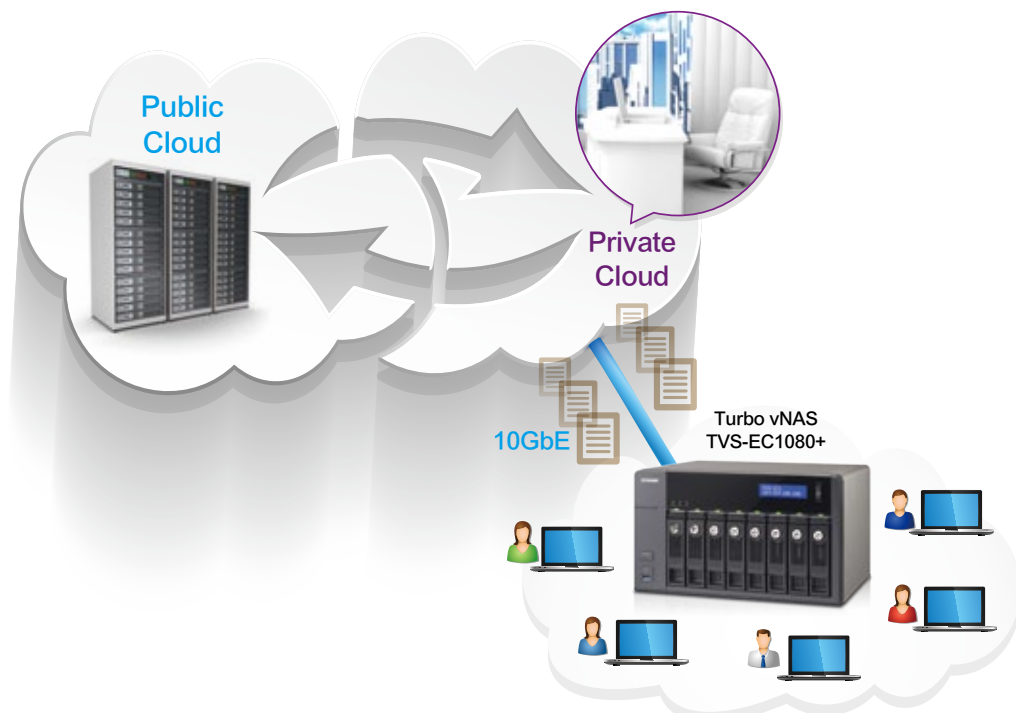 Public
Cloud
Private
Cloud
10GbE
Turbo vNAS
TVS-EC1080+